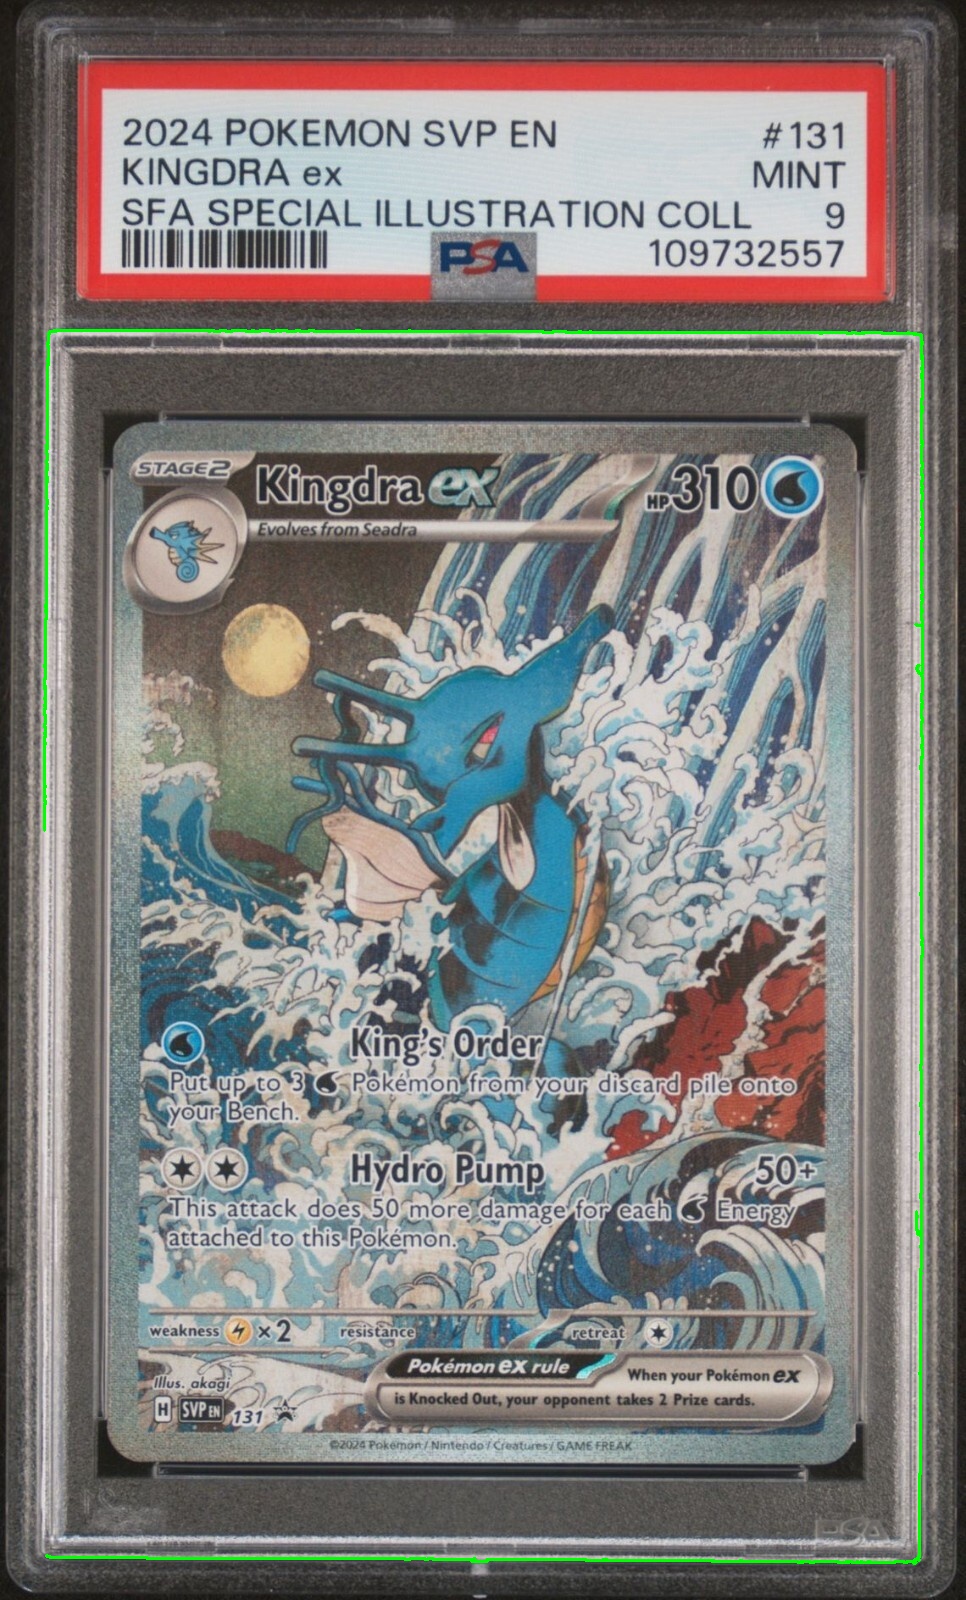 2024 POKEMON SVP EN #131
KINGDRA ex MINT
SFA SPECIAL ILLUSTRATION COLL 9
PSA 109732557
STAGE2 Kingdra ex HP310
Evolves from Seadra
King's Order
Put up to 3 Pokémon from your discard pile onto
your Bench.
Hydro Pump 50+
This attack does 50 more damage for each Energy
attached to this Pokémon.
weakness ×2 resistance retreat
Pokémon ex rule When your Pokémon ex
is Knocked Out, your opponent takes 2 Prize cards.
Illus. akagi
H SVP EN 131
©2024 Pokémon / Nintendo / Creatures / GAME FREAK
PSA